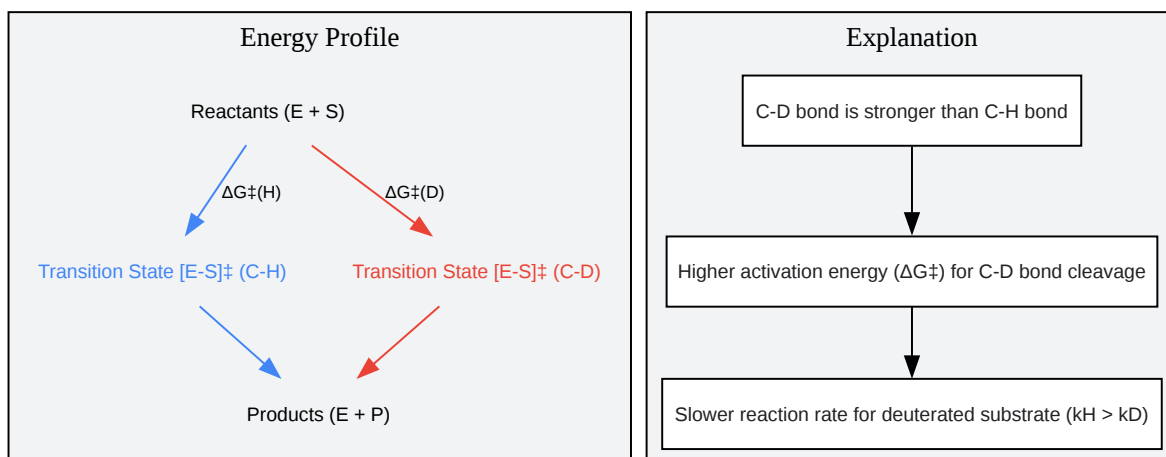 Energy Profile
Reactants (E + S)
ΔG‡(H)
ΔG‡(D)
Transition State [E-S]‡ (C-H)
Transition State [E-S]‡ (C-D)
Products (E + P)
Explanation
C-D bond is stronger than C-H bond
Higher activation energy (ΔG‡) for C-D bond cleavage
Slower reaction rate for deuterated substrate (kH > kD)